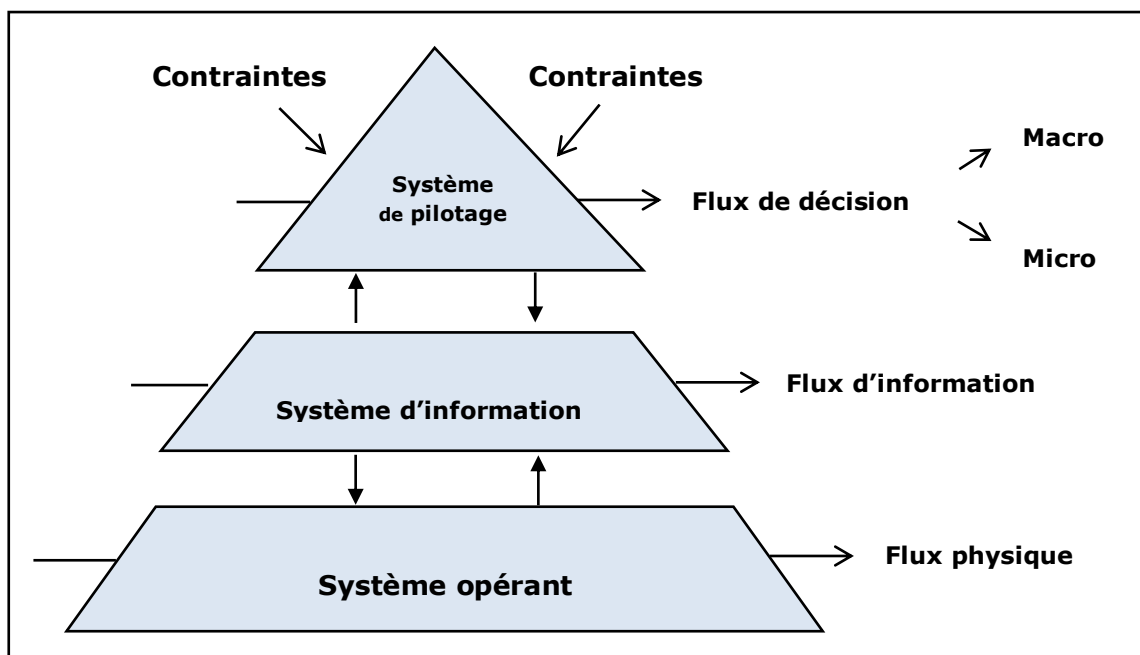 Contraintes
Contraintes
Macro
Système
de pilotage
Flux de décision
Micro
Flux d’information
Système d’information
Flux physique
Système opérant